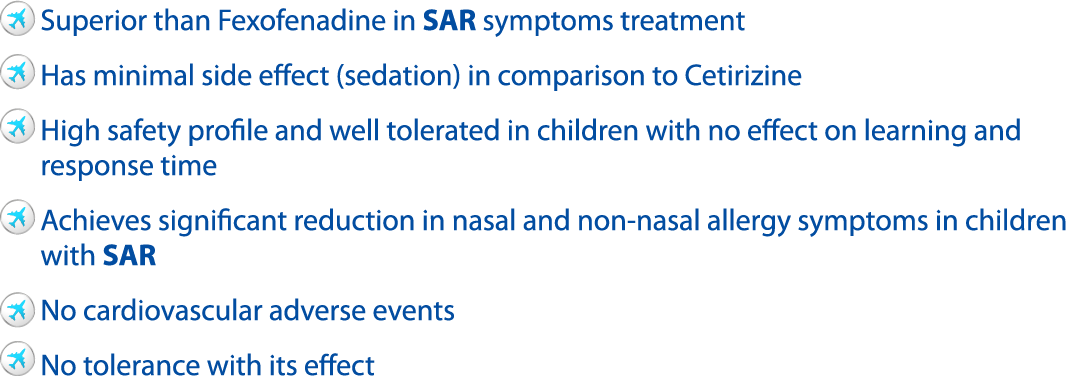 Superior than Fexofenadine in SAR symptoms treatment
Has minimal side effect (sedation) in comparison to Cetirizine
High safety profile and well tolerated in children with no effect on learning and
response time
Achieves significant reduction in nasal and non-nasal allergy symptoms in children
with SAR
No cardiovascular adverse events
No tolerance with its effect